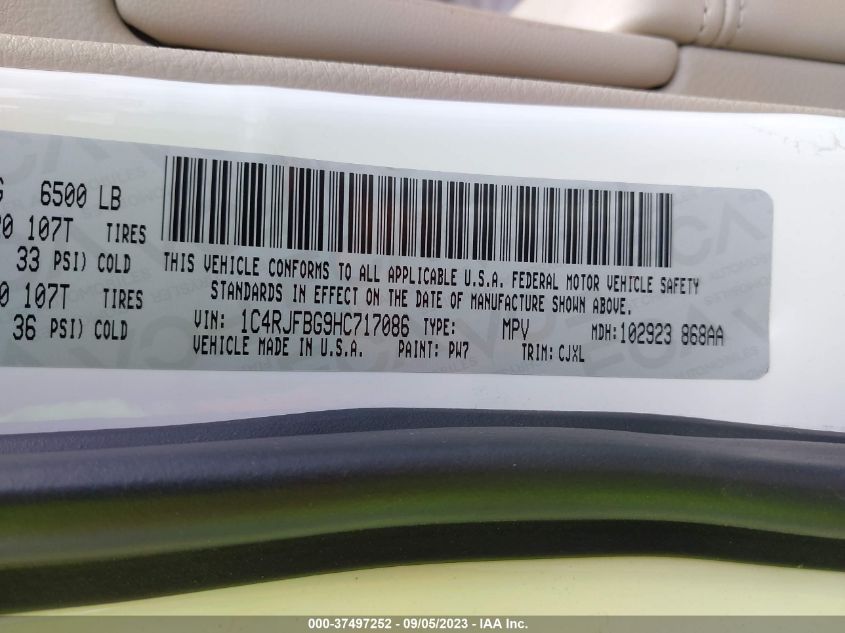 G 6500 LB
0 107T TIRES
33 PSI) COLD
0 107T TIRES
36 PSI) COLD
THIS VEHICLE CONFORMS TO ALL APPLICABLE U.S.A. FEDERAL MOTOR VEHICLE SAFETY
STANDARDS IN EFFECT ON THE DATE OF MANUFACTURE SHOWN ABOVE.
VIN: 1C4RJFBG9HC717086 TYPE: MPV MDH: 102923 868AA
VEHICLE MADE IN U.S.A. PAINT: PW7 TRIM: CJXL
000-37497252 - 09/05/2023 - IAA Inc.